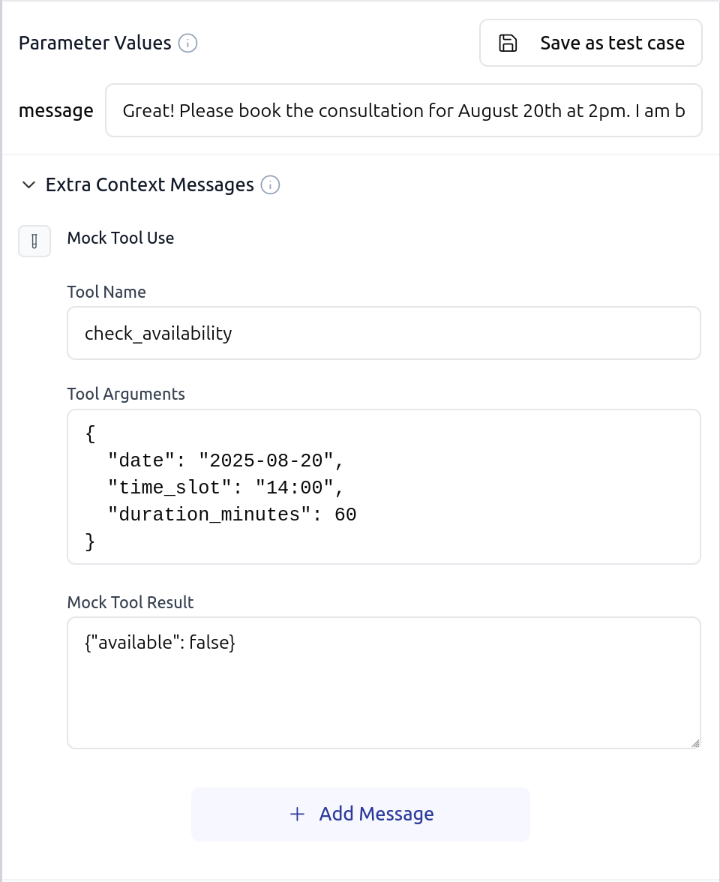 Parameter Values
Save as test case
message
Great! Please book the consultation for August 20th at 2pm. I am b
Extra Context Messages
Mock Tool Use
Tool Name
check_availability
Tool Arguments
{
"date": "2025-08-20",
"time_slot": "14:00",
"duration_minutes": 60
}
Mock Tool Result
{"available": false}
+ Add Message